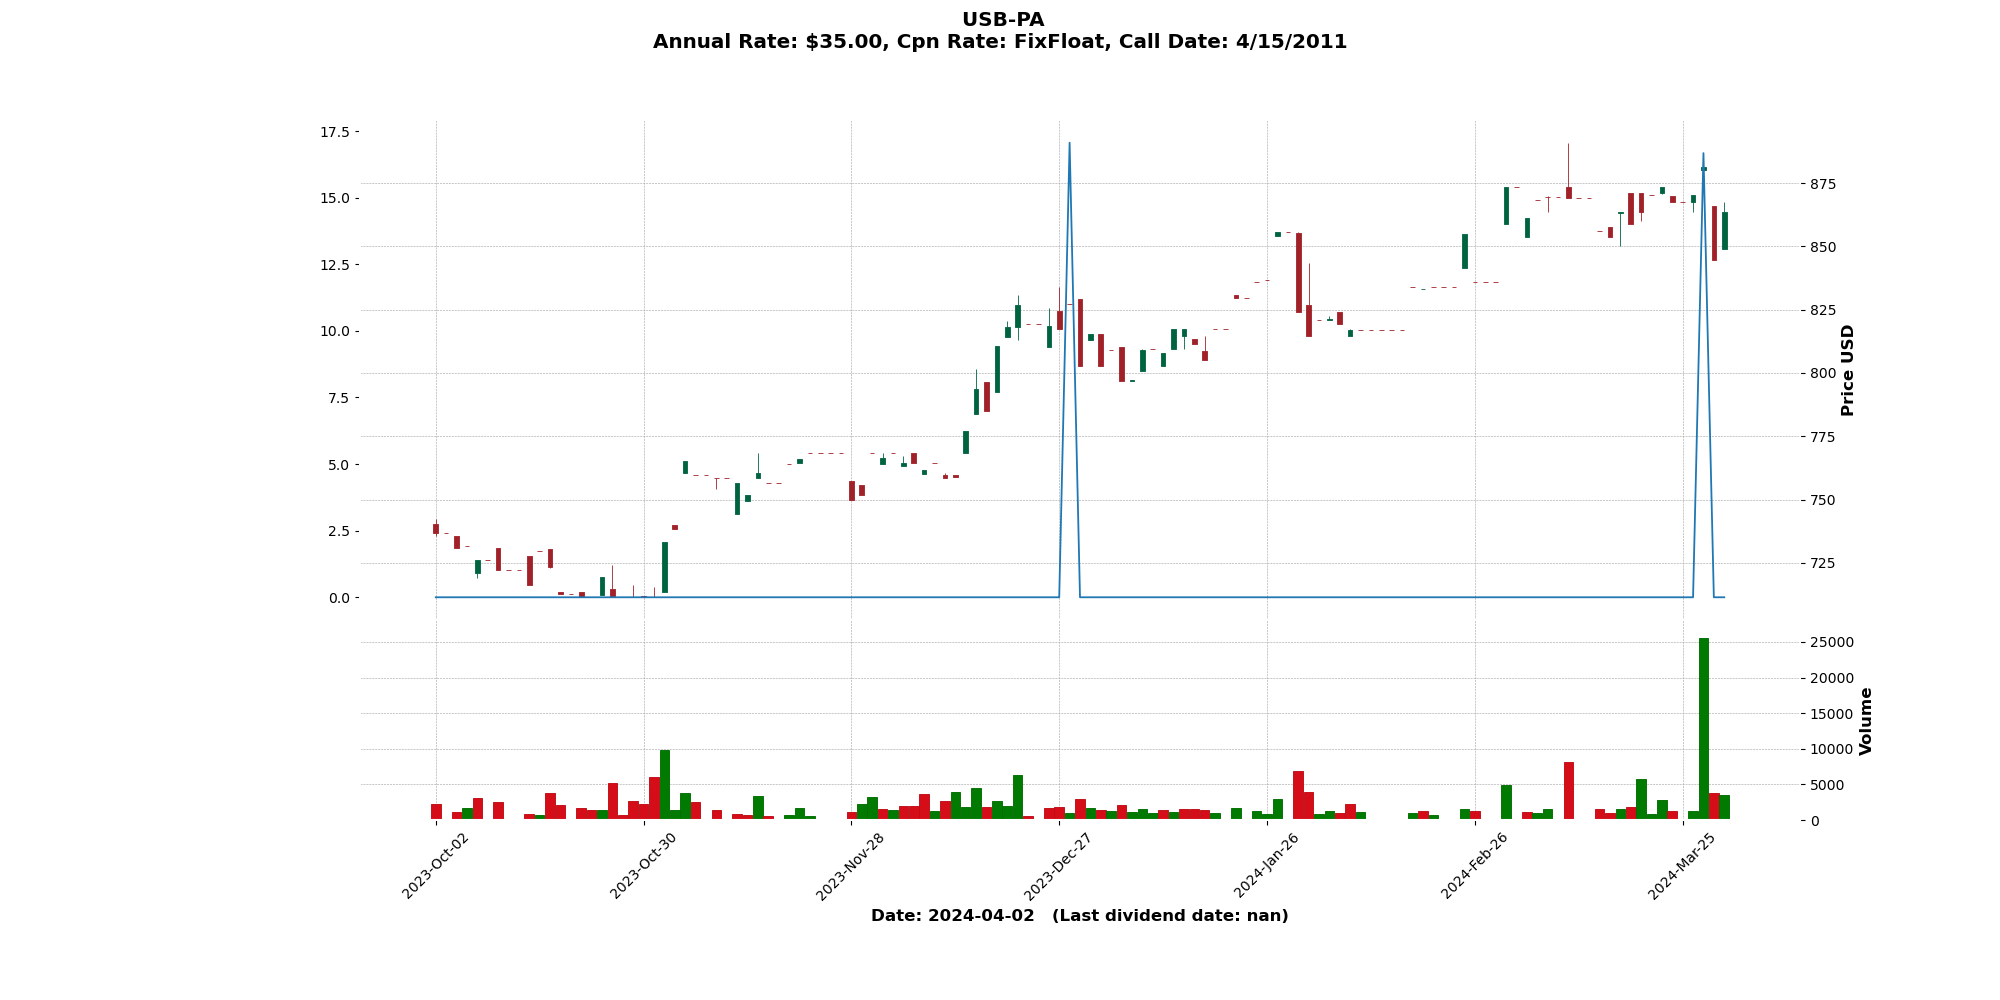 USB-PA
Annual Rate: $35.00, Cpn Rate: FixFloat, Call Date: 4/15/2011
17.5
15.0
12.5
10.0
7.5
5.0
2.5
0.0
875
850
825
800
775
750
725
Price USD
25000
20000
15000
10000
5000
0
Volume
2023-Oct-02
2023-Oct-30
2023-Nov-28
2023-Dec-27
2024-Jan-26
2024-Feb-26
2024-Mar-25
Date: 2024-04-02 (Last dividend date: nan)